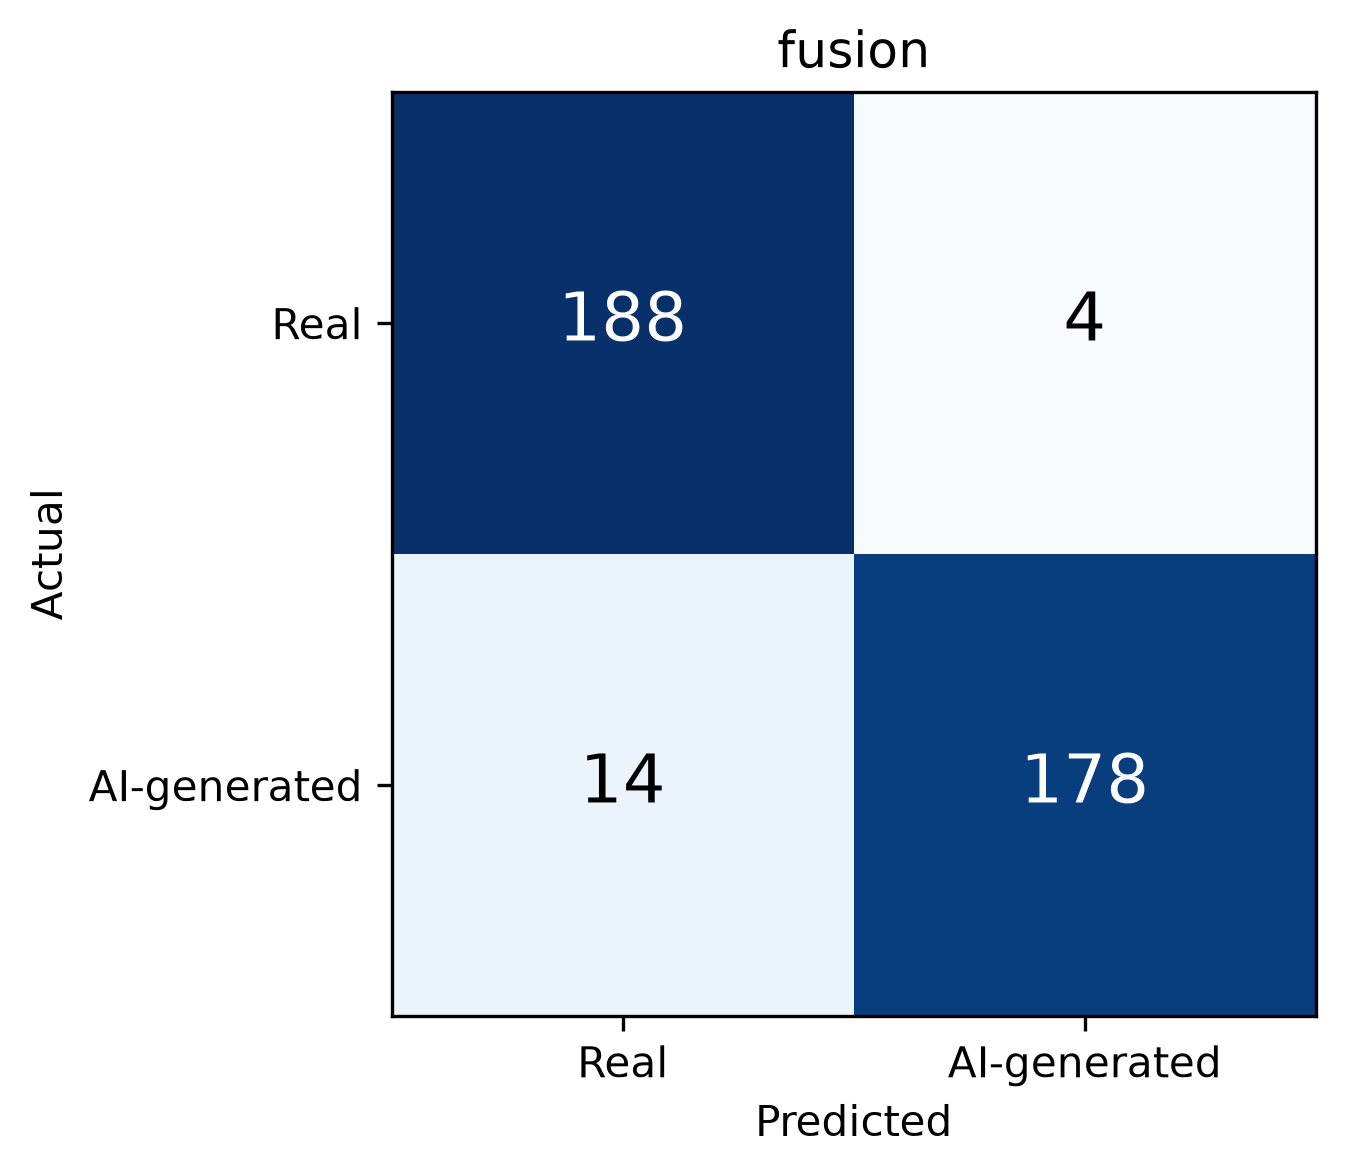 fusion
Real
188
4
Actual
AI-generated
14
178
Real
AI-generated
Predicted